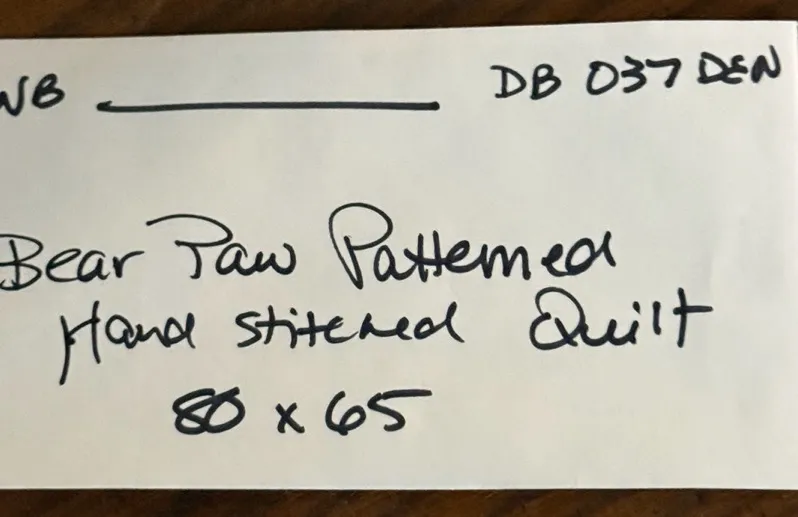 NB DB 037 DEN
Bear Paw Patterned
Hand Stitched Quilt
80 x 65